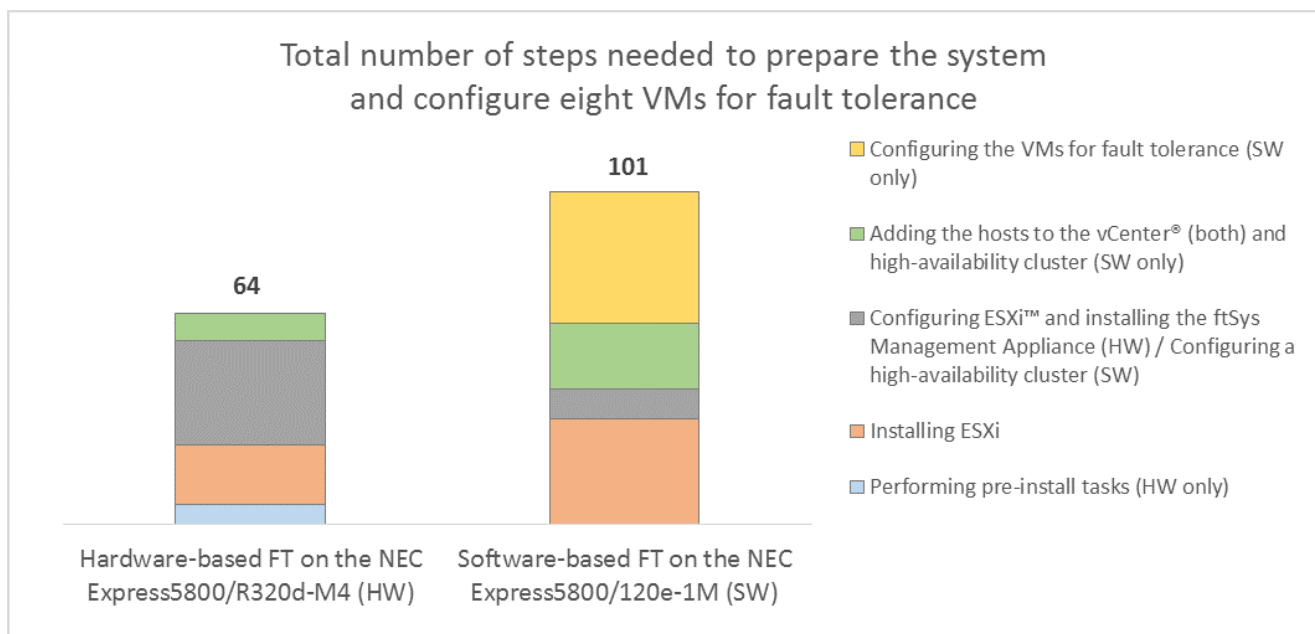 Total number of steps needed to prepare the system
and configure eight VMs for fault tolerance
64
101
Configuring the VMs for fault tolerance (SW
only)
Adding the hosts to the vCenter® (both) and
high-availability cluster (SW only)
Configuring ESXi™ and installing the ftSys
Management Appliance (HW) / Configuring a
high-availability cluster (SW)
Installing ESXi
Performing pre-install tasks (HW only)
Hardware-based FT on the NEC
Express5800/R320d-M4 (HW)
Software-based FT on the NEC
Express5800/120e-1M (SW)